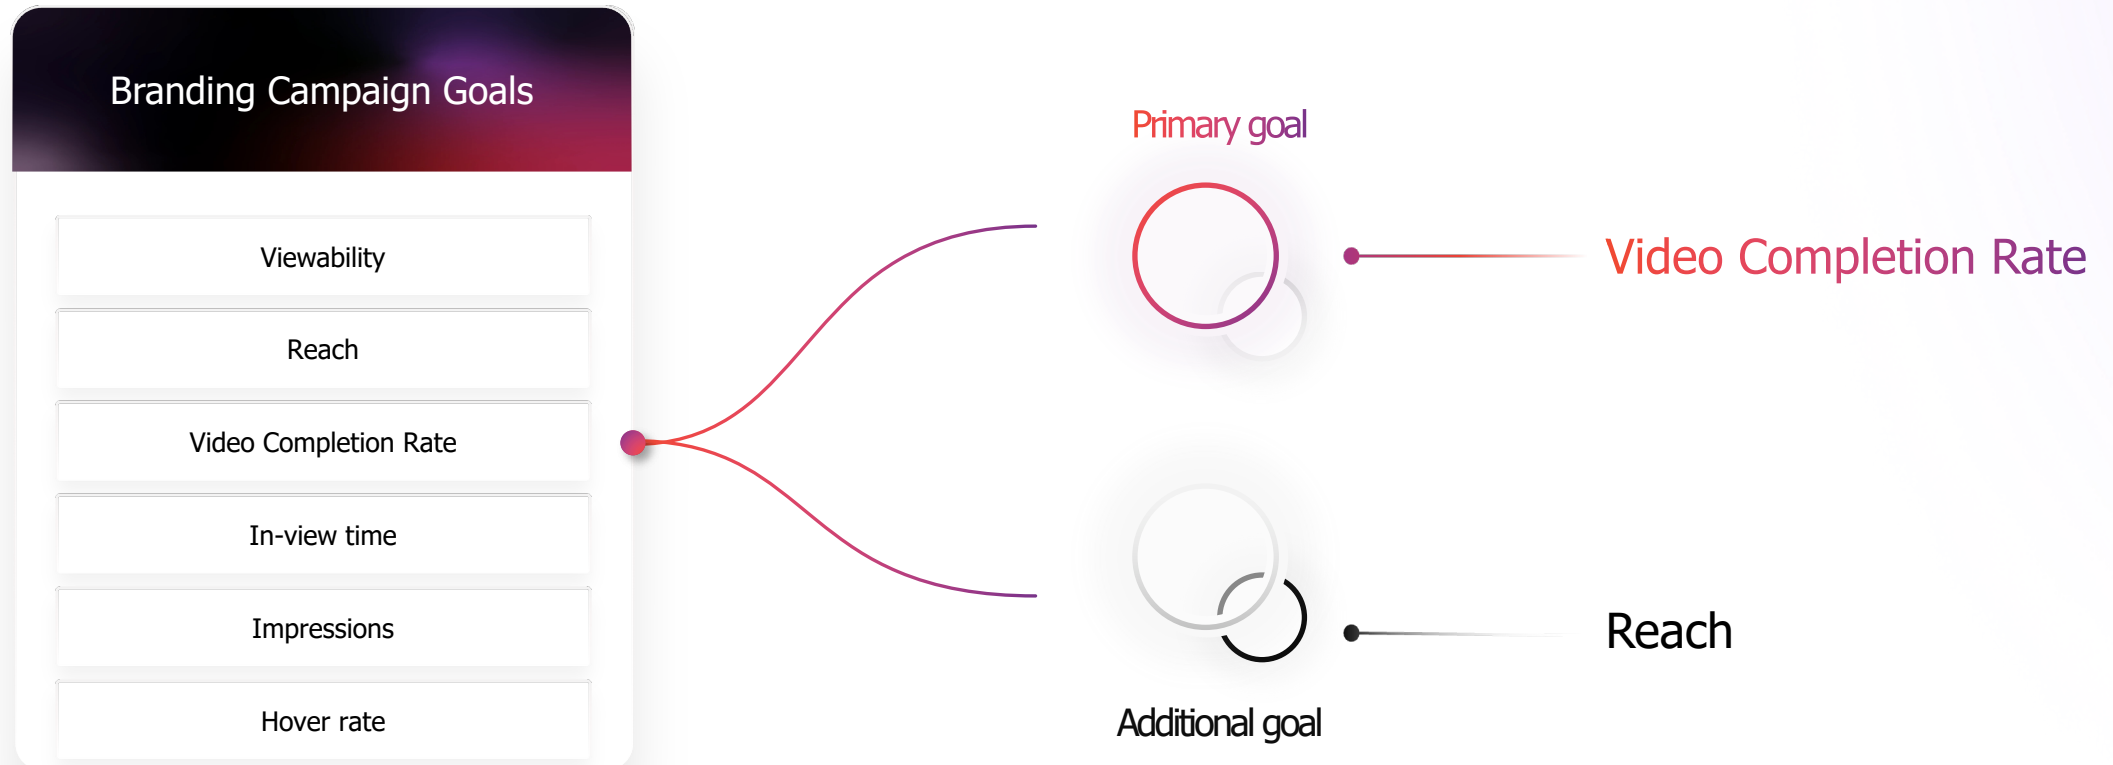 Branding Campaign Goals
Viewability
Reach
Video Completion Rate
In-view time
Impressions
Hover rate
Primary goal
Video Completion Rate
Reach
Additional goal